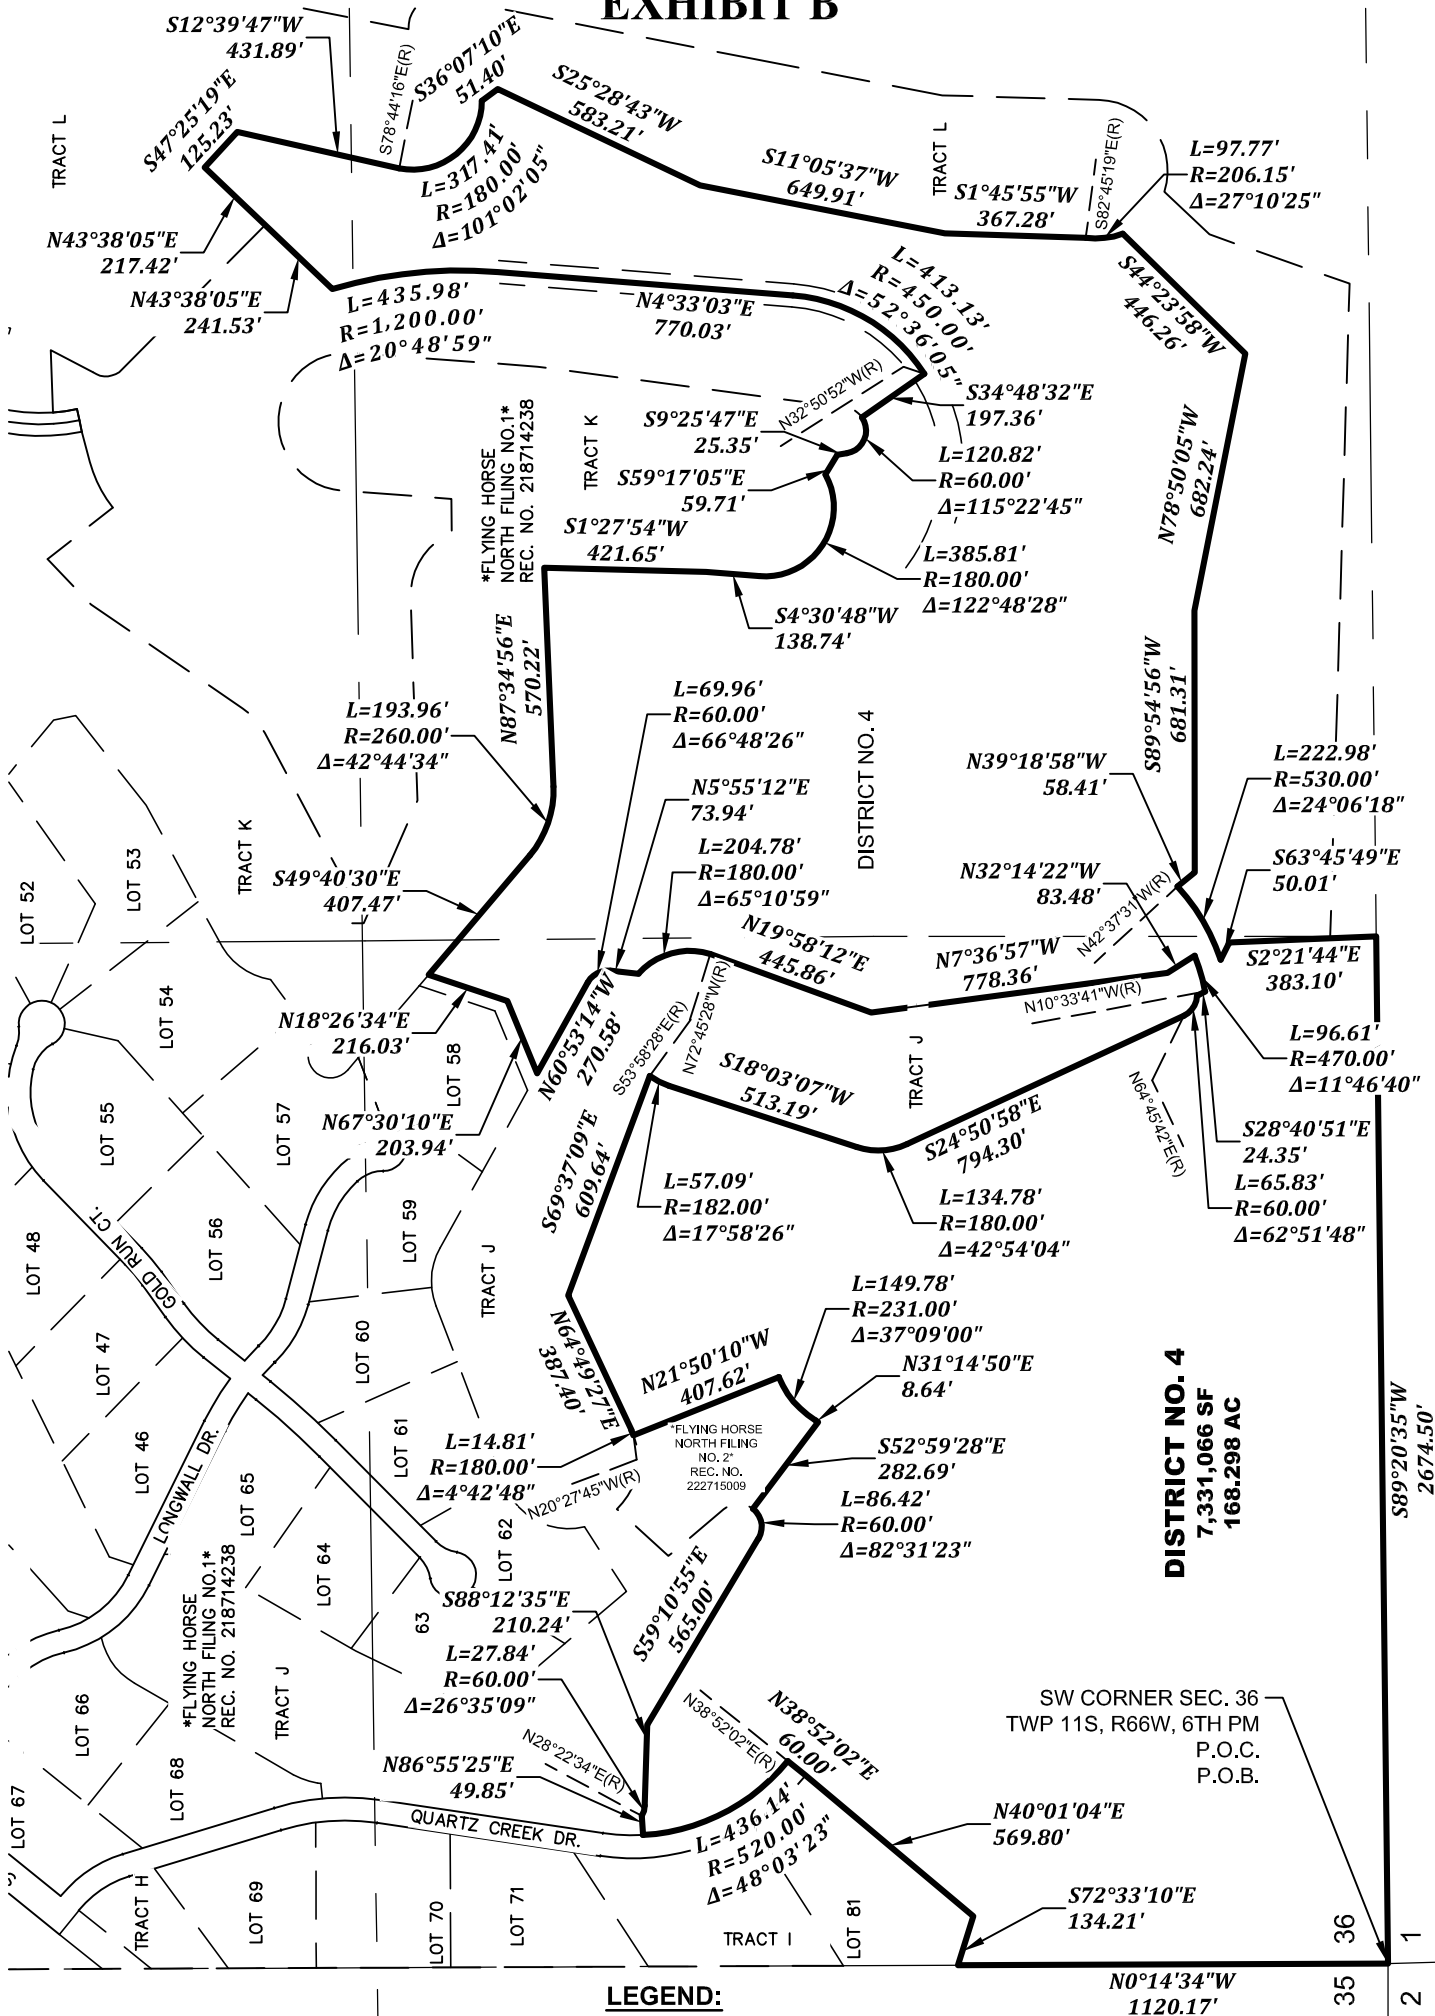 EXHIBIT B
S12°39'47"W
431.89'
S78°44'16"E(R)
S36°07'10"E
51.40'
S25°28'43"W
583.21'
S47°25'19"E
125.23'
TRACT L
L=317.41'
R=180.00'
Δ=101°02'05"
S11°05'37"W
649.91'
TRACT L
S1°45'55"W
367.28'
S82°45'19"E(R)
L=97.77'
R=206.15'
Δ=27°10'25"
N43°38'05"E
217.42'
N43°38'05"E
241.53'
L=435.98'
R=1,200.00'
Δ=20°48'59"
N4°33'03"E
770.03'
L=413.13'
R=450.00'
Δ=52°36'05"
S44°23'58"W
446.26'
N32°50'52"W(R)
S34°48'32"E
197.36'
S9°25'47"E
25.35'
*FLYING HORSE
NORTH FILING NO.1*
REC. NO. 218714238
TRACT K
L=120.82'
R=60.00'
Δ=115°22'45"
S59°17'05"E
59.71'
N78°50'05"W
682.24'
S1°27'54"W
421.65'
L=385.81'
R=180.00'
Δ=122°48'28"
S4°30'48"W
138.74'
N87°34'56"E
570.22'
L=193.96'
R=260.00'
Δ=42°44'34"
L=69.96'
R=60.00'
Δ=66°48'26"
DISTRICT NO. 4
S89°54'56"W
681.31'
N39°18'58"W
58.41'
L=222.98'
R=530.00'
Δ=24°06'18"
N5°55'12"E
73.94'
L=204.78'
R=180.00'
Δ=65°10'59"
TRACT K
LOT 53
LOT 52
S49°40'30"E
407.47'
N32°14'22"W
83.48'
S63°45'49"E
50.01'
N42°37'31"W(R)
N19°58'12"E
445.86'
N7°36'57"W
778.36'
S2°21'44"E
383.10'
N10°33'41"W(R)
LOT 54
N18°26'34"E
216.03'
N60°53'14"W
270.58'
S53°58'28"E(R)
N72°45'28"W(R)
LOT 58
S18°03'07"W
513.19'
TRACT J
L=96.61'
R=470.00'
Δ=11°46'40"
N64°45'42"E(R)
N67°30'10"E
203.94'
LOT 55
LOT 57
S24°50'58"E
794.30'
S28°40'51"E
24.35'
L=65.83'
R=60.00'
Δ=62°51'48"
S69°37'09"E
609.64'
L=57.09'
R=182.00'
Δ=17°58'26"
L=134.78'
R=180.00'
Δ=42°54'04"
LOT 48
GOLD RUN CT.
LOT 56
LOT 59
TRACT J
L=149.78'
R=231.00'
Δ=37°09'00"
N31°14'50"E
8.64'
N64°49'27"E
387.40'
N21°50'10"W
407.62'
LOT 47
LOT 60
DISTRICT NO. 4
7,331,066 SF
168.298 AC
S89°20'35"W
2674.50'
*FLYING HORSE
NORTH FILING
NO. 2*
REC. NO.
222715009
LOT 46
LONGWALL DR.
LOT 61
L=14.81'
R=180.00'
Δ=4°42'48"
S52°59'28"E
282.69'
N20°27'45"W(R)
L=86.42'
R=60.00'
Δ=82°31'23"
LOT 65
LOT 64
LOT 62
63
*FLYING HORSE
NORTH FILING NO.1*
REC. NO. 218714238
S88°12'35"E
210.24'
S59°10'55"E
565.00'
L=27.84'
R=60.00'
Δ=26°35'09"
TRACT J
LOT 66
N38°52'02"E(R)
N38°52'02"E
60.00'
SW CORNER SEC. 36
TWP 11S, R66W, 6TH PM
P.O.C.
P.O.B.
N28°22'34"E(R)
N86°55'25"E
49.85'
LOT 68
LOT 67
QUARTZ CREEK DR.
L=436.14'
R=520.00'
Δ=48°03'23"
N40°01'04"E
569.80'
S72°33'10"E
134.21'
TRACT H
LOT 69
LOT 70
LOT 71
TRACT I
LOT 81
36
1
35
2
N0°14'34"W
1120.17'
LEGEND: